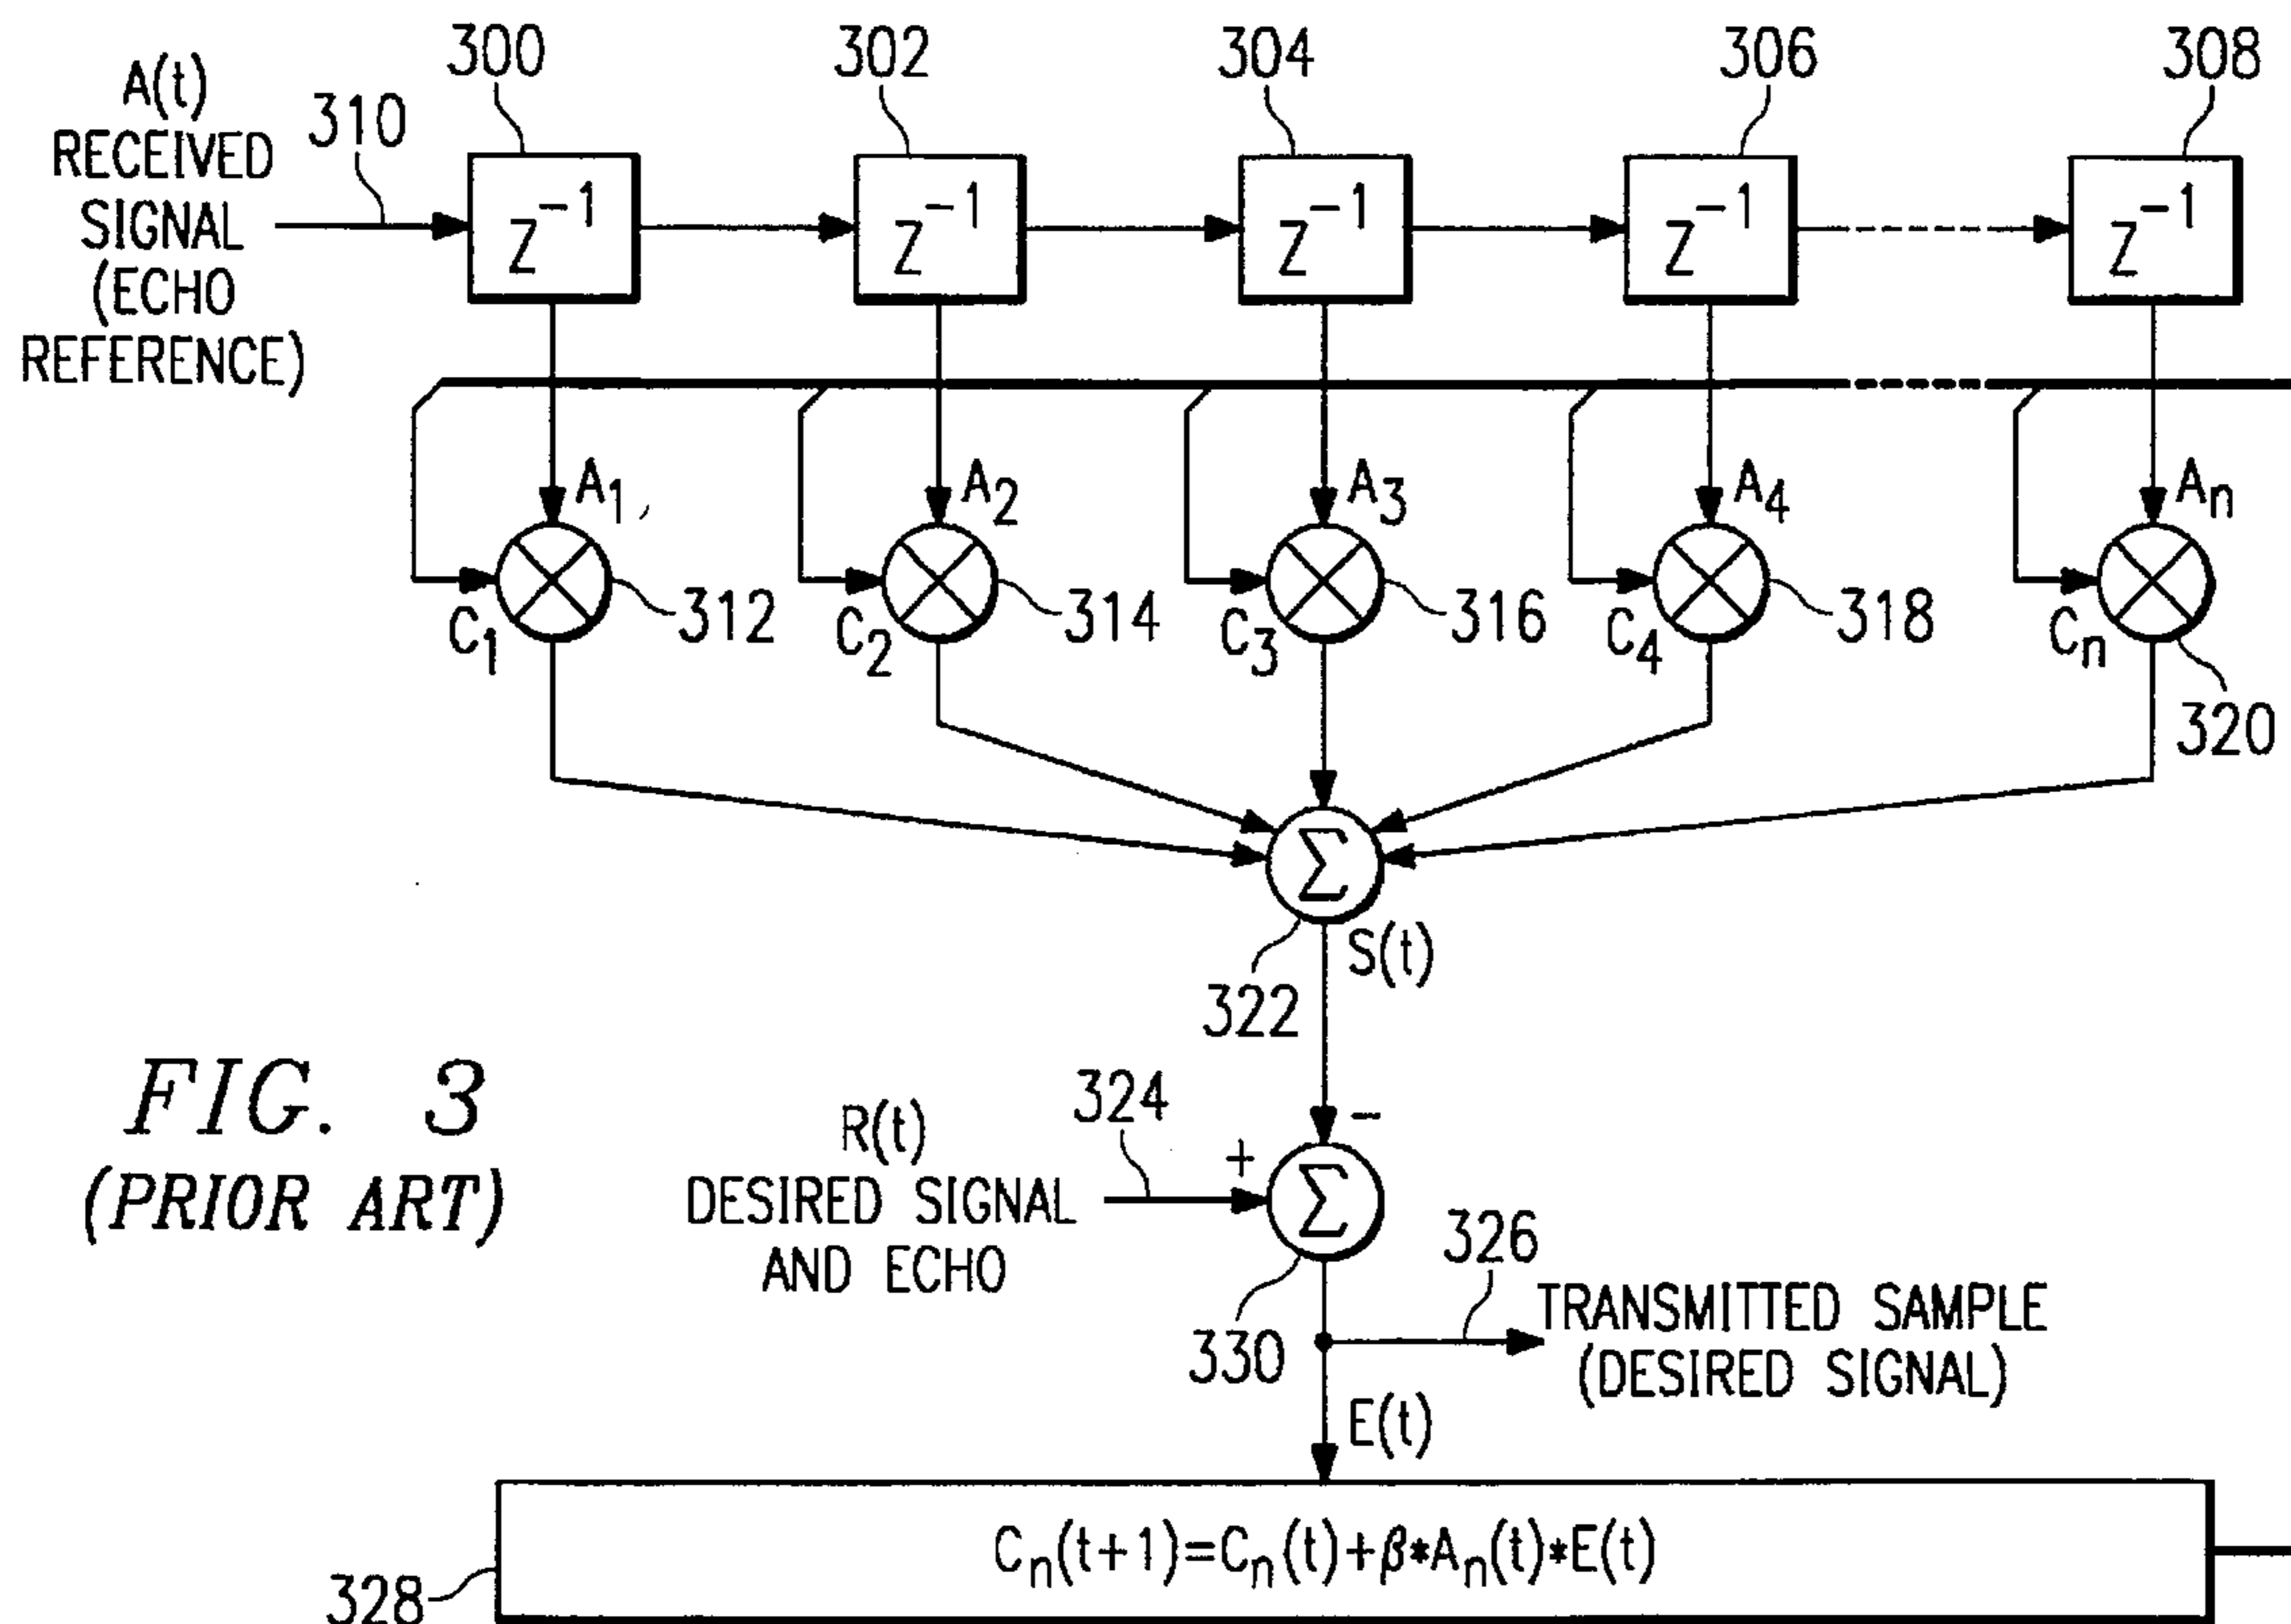 300 302 304 306 308
A(t)
RECEIVED
SIGNAL
(ECHO
REFERENCE)
310
Z⁻¹ Z⁻¹ Z⁻¹ Z⁻¹ Z⁻¹
A₁ A₂ A₃ A₄ Aₙ
C₁ C₂ C₃ C₄ Cₙ
312 314 316 318 320
Σ
S(t)
322
FIG. 3
(PRIOR ART)
324
R(t)
DESIRED SIGNAL
AND ECHO
+ −
Σ
330
326
TRANSMITTED SAMPLE
(DESIRED SIGNAL)
E(t)
Cₙ(t+1)=Cₙ(t)+β*Aₙ(t)*E(t)
328